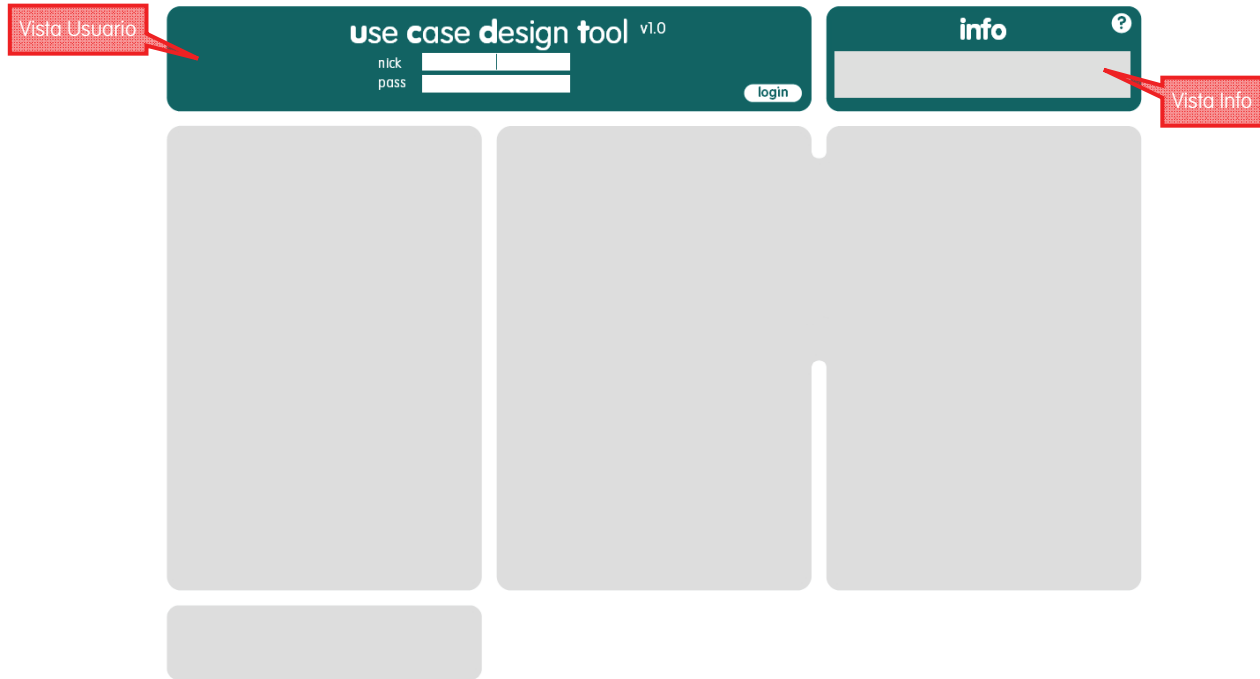 Vista Usuario
use case design tool v1.0
nick
pass
login
info
?
Vista Info